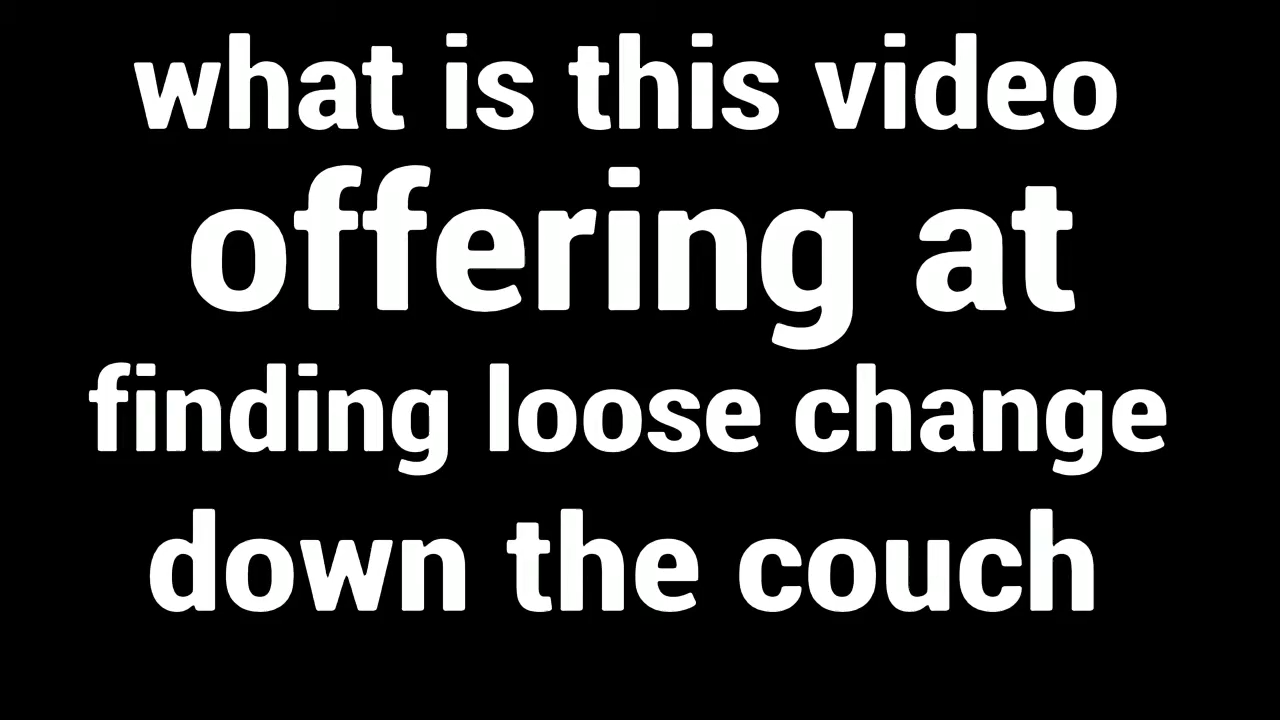 what is this video
offering at
finding loose change
down the couch